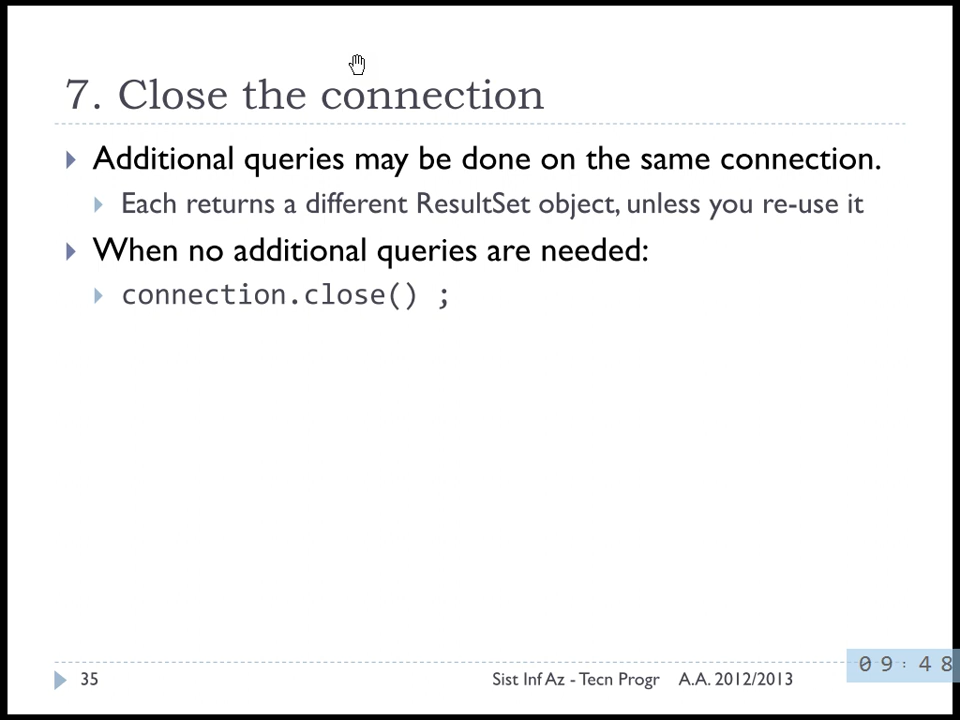 7. Close the connection
Additional queries may be done on the same connection.
Each returns a different ResultSet object, unless you re-use it
When no additional queries are needed:
connection.close() ;
35
Sist Inf Az - Tecn Progr A.A. 2012/2013
09:48